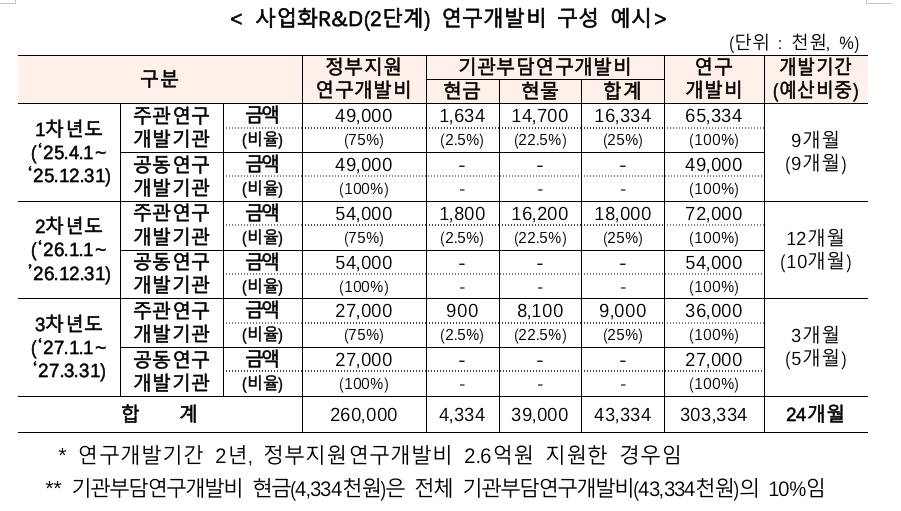 < 사업화R&D(2단계) 연구개발비 구성 예시>
(단위 : 천원, %)
구분 정부지원 연구개발비 기관부담연구개발비 연구 개발비 개발기간 (예산비중)
현금 현물 합계
1차년도 (‘25.4.1~ ‘25.12.31) 주관연구 개발기관 금액 49,000 1,634 14,700 16,334 65,334 9개월 (9개월)
(비율) (75%) (2.5%) (22.5%) (25%) (100%)
공동연구 개발기관 금액 49,000 - - - 49,000
(비율) (100%) - - - (100%)
2차년도 (‘26.1.1~ ’26.12.31) 주관연구 개발기관 금액 54,000 1,800 16,200 18,000 72,000 12개월 (10개월)
(비율) (75%) (2.5%) (22.5%) (25%) (100%)
공동연구 개발기관 금액 54,000 - - - 54,000
(비율) (100%) - - - (100%)
3차년도 (‘27.1.1~ ‘27.3.31) 주관연구 개발기관 금액 27,000 900 8,100 9,000 36,000 3개월 (5개월)
(비율) (75%) (2.5%) (22.5%) (25%) (100%)
공동연구 개발기관 금액 27,000 - - - 27,000
(비율) (100%) - - - (100%)
합 계 260,000 4,334 39,000 43,334 303,334 24개월
* 연구개발기간 2년, 정부지원연구개발비 2.6억원 지원한 경우임
** 기관부담연구개발비 현금(4,334천원)은 전체 기관부담연구개발비(43,334천원)의 10%임